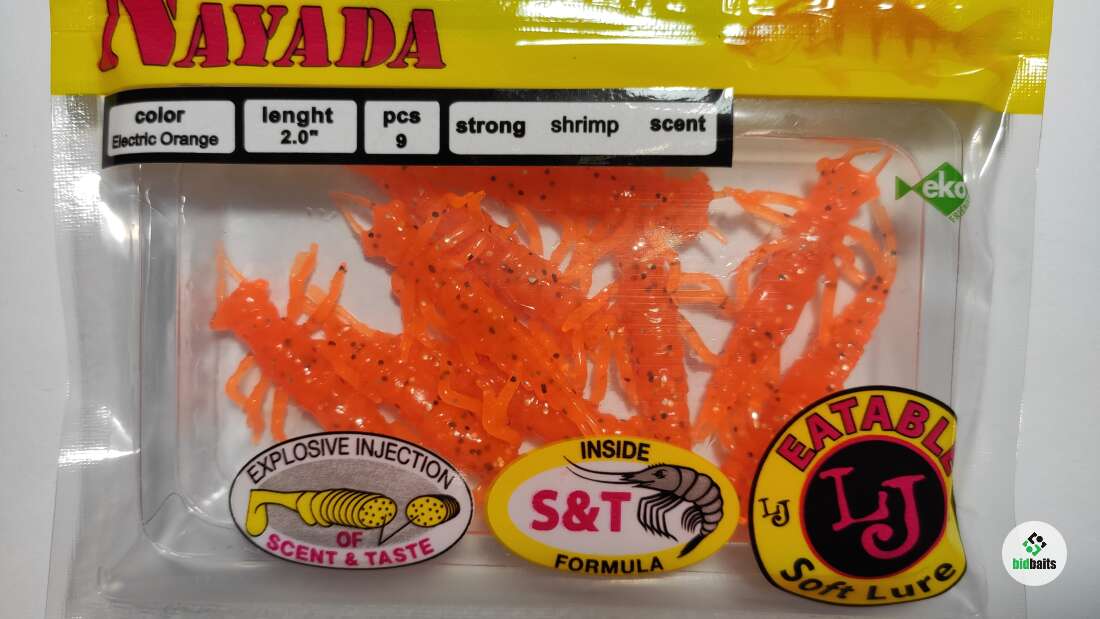 NAYADA
color
Electric Orange
lenght
2.0"
pcs
9
strong shrimp scent
eko
EXPLOSIVE INJECTION
OF
SCENT & TASTE
INSIDE
S&T
FORMULA
EATABLE
LJ
LJ
Soft Lure
bidbaits